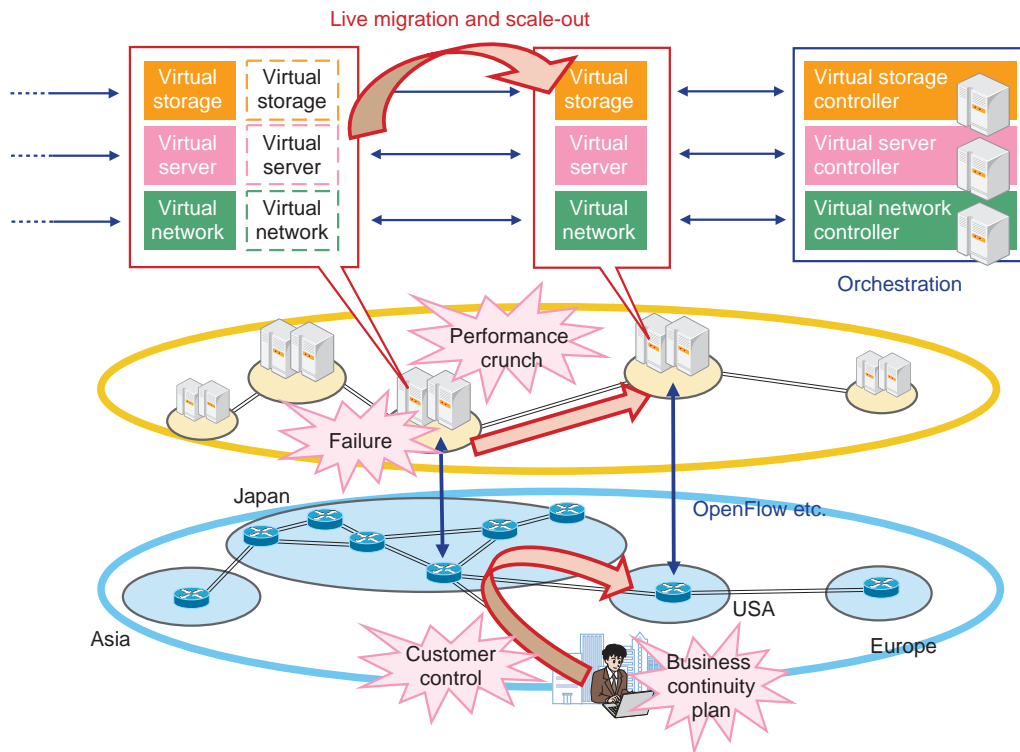 Live migration and scale-out
Virtual
storage
Virtual
storage
Virtual
storage
Virtual storage
controller
Virtual
server
Virtual
server
Virtual
server
Virtual server
controller
Virtual
network
Virtual
network
Virtual
network
Virtual network
controller
Orchestration
Performance
crunch
Failure
Japan
OpenFlow etc.
Asia
USA
Europe
Customer
control
Business
continuity
plan